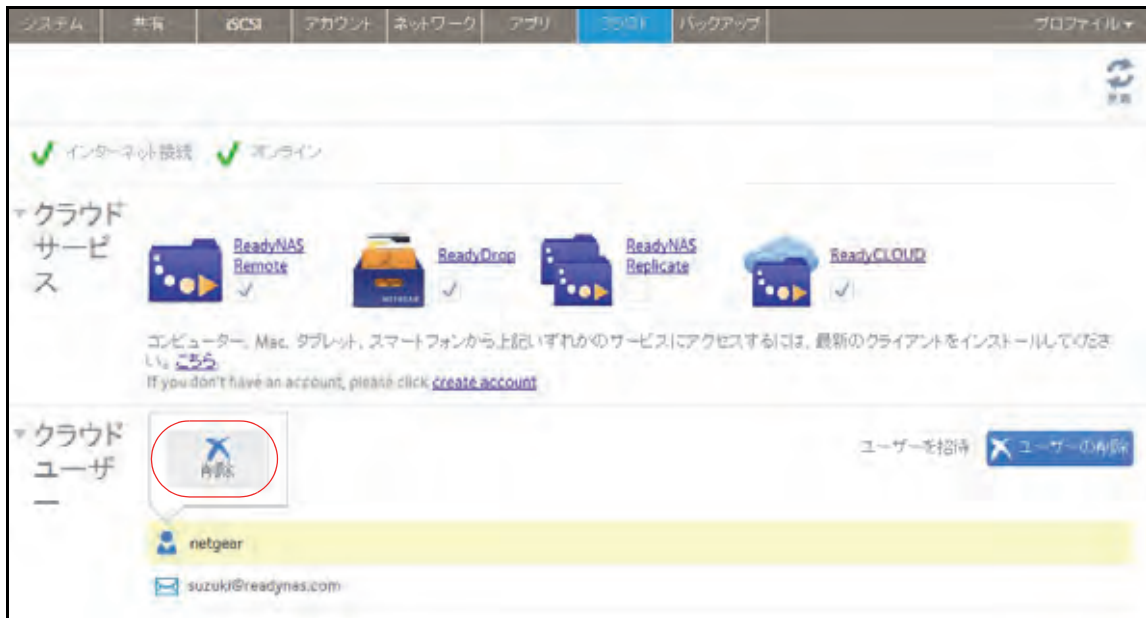 システム 共有 iSCSI アカウント ネットワーク アプリ クラウド バックアップ プロファイル
更新
インターネット接続 オンライン
クラウド
サービ
ス
ReadyNAS
Remote
ReadyDrop
NETGEAR
ReadyNAS
Replicate
ReadyCLOUD
コンピューター、Mac、タブレット、スマートフォンから上記いずれかのサービスにアクセスするには、最新のクライアントをインストールしてくださ
い。こちら
If you don't have an account, please click create account
クラウド
ユーザ
ー
削除
ユーザーを招待 ユーザーの削除
netgear
suzuki@readynas.com